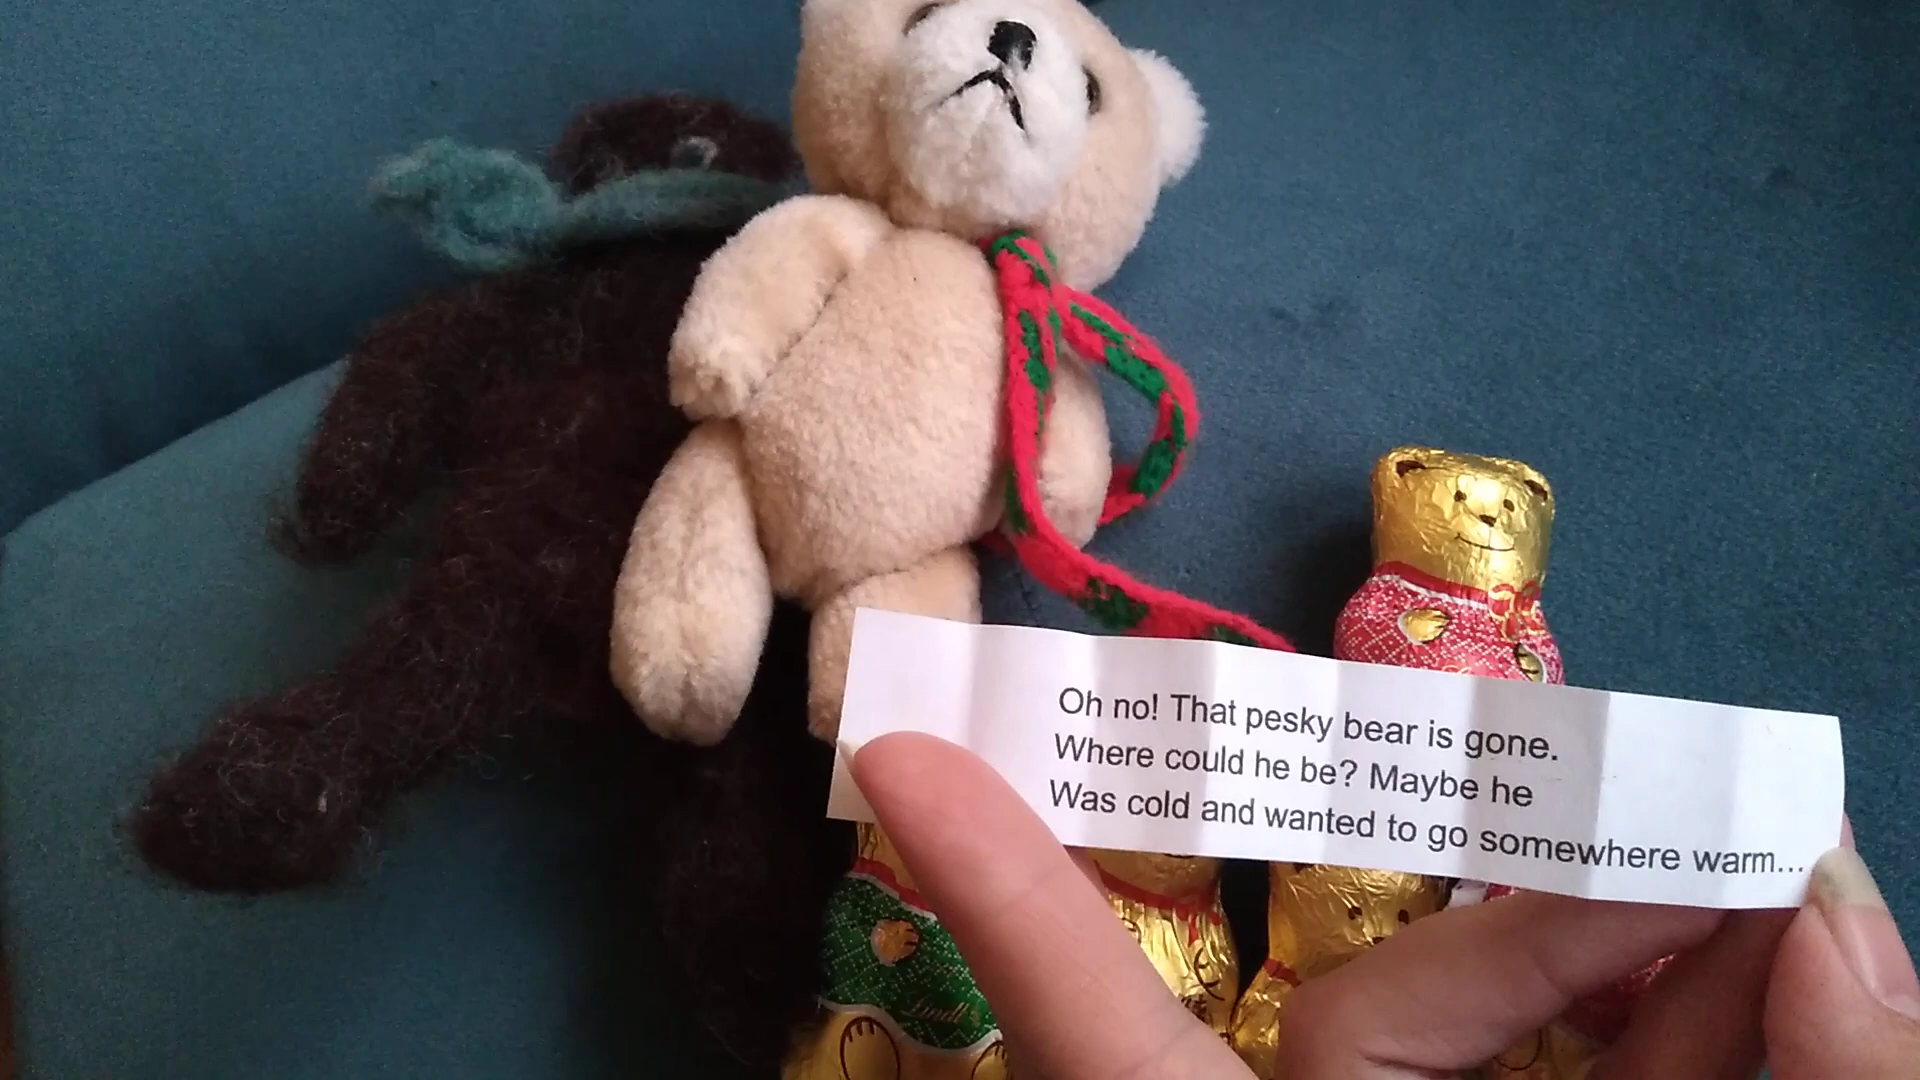 Oh no! That pesky bear is gone.
Where could he be? Maybe he
Was cold and wanted to go somewhere warm...
Lindt